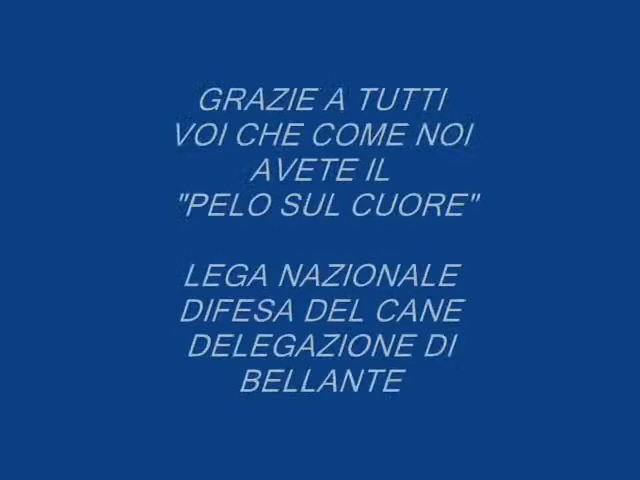 GRAZIE A TUTTI
VOI CHE COME NOI
AVETE IL
"PELO SUL CUORE"
LEGA NAZIONALE
DIFESA DEL CANE
DELEGAZIONE DI
BELLANTE